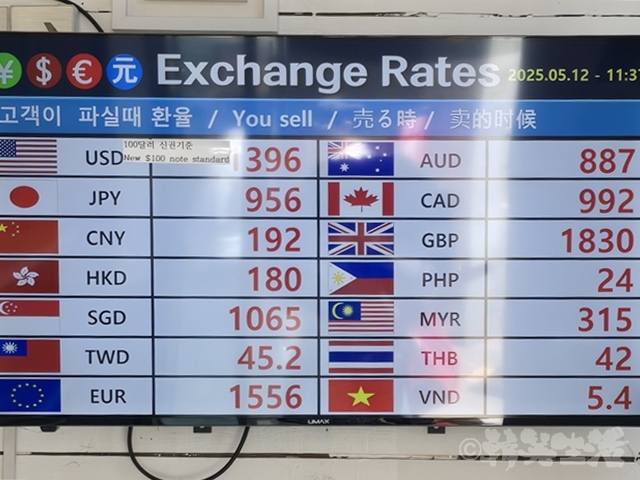 ¥ $ € 元 Exchange Rates 2025.05.12 - 11:37
고객이 파실때 환율 / You sell / 売る時 / 卖的时候
100달러 신권기준
New $100 note standard
USD 1396 AUD 887
JPY 956 CAD 992
CNY 192 GBP 1830
HKD 180 PHP 24
SGD 1065 MYR 315
TWD 45.2 THB 42
EUR 1556 VND 5.4
UMAX